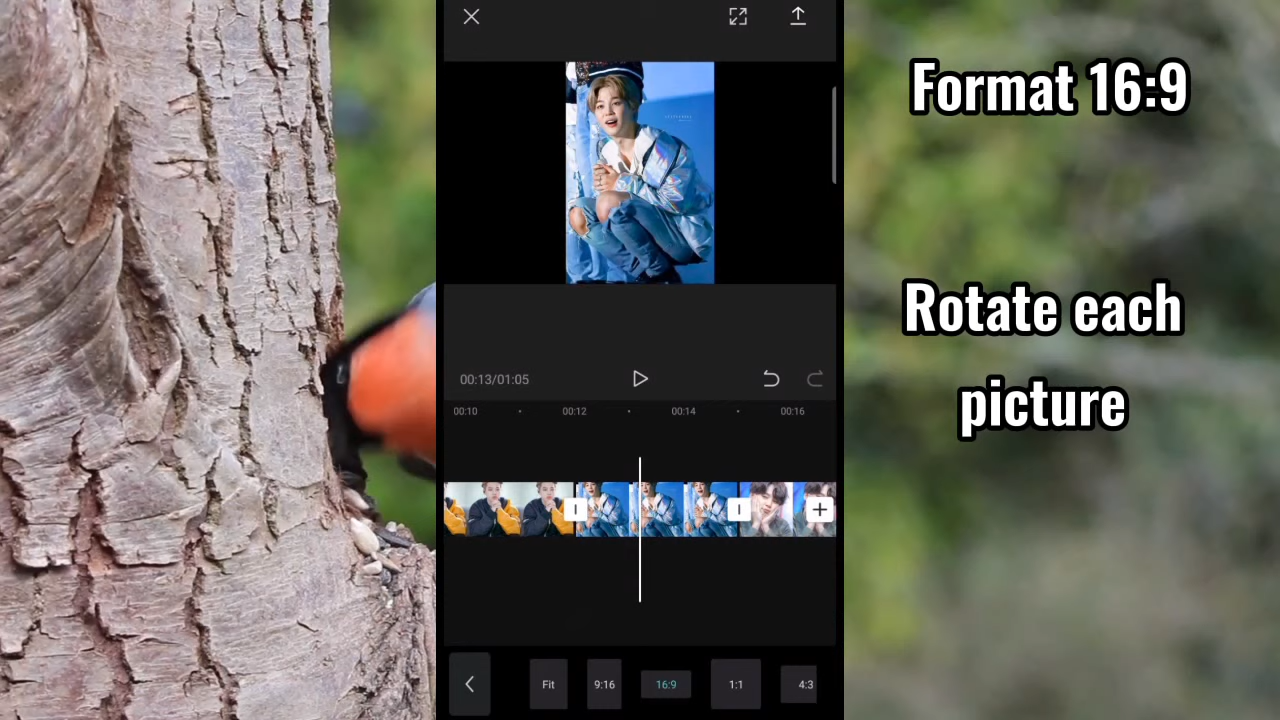 Format 16:9
Rotate each
picture
00:13/01:05
00:10
00:12
00:14
00:16
Fit
9:16
16:9
1:1
4:3